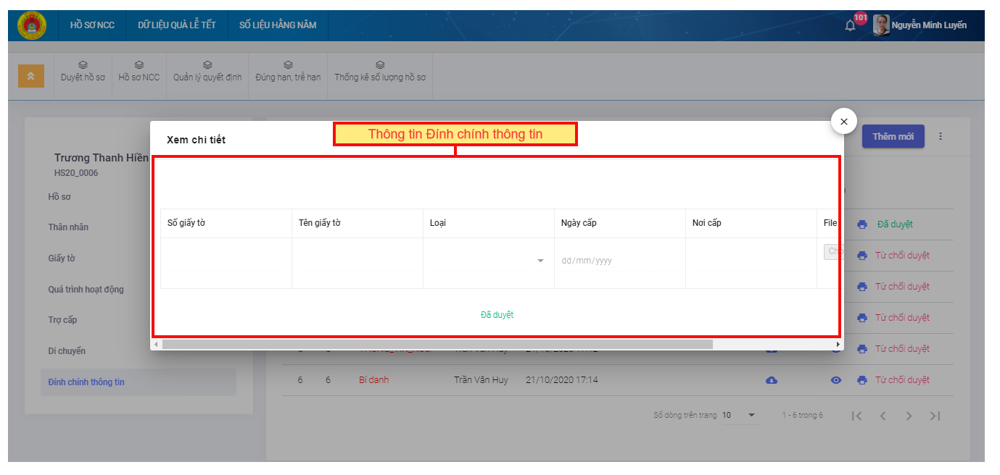 HỒ SƠ NCC DỮ LIỆU QUÀ LỄ TẾT SỐ LIỆU HẰNG NĂM 101 Nguyễn Minh Luyến
Duyệt hồ sơ Hồ sơ NCC Quản lý quyết định Đúng hạn, trễ hạn Thống kê số lượng hồ sơ
Xem chi tiết Thông tin Đính chính thông tin × Thêm mới
Trương Thanh Hiền
HS20_0006
Hồ sơ
Thân nhân
Giấy tờ
Quá trình hoạt động
Trợ cấp
Di chuyển
Đính chính thông tin
Số giấy tờ Tên giấy tờ Loại Ngày cấp Nơi cấp File
dd/mm/yyyy
Đã duyệt
Đã duyệt
Từ chối duyệt
Từ chối duyệt
Từ chối duyệt
Từ chối duyệt
6 6 Bí danh Trần Văn Huy 21/10/2020 17:14 Từ chối duyệt
Số dòng trên trang 10 1 - 6 trong 6